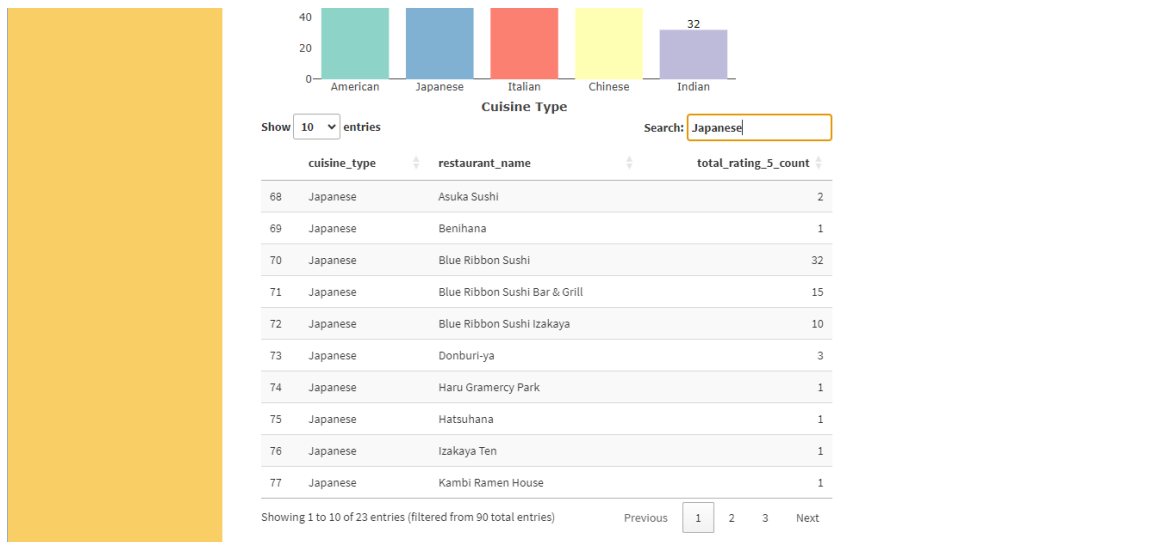 40
32
20
0
American Japanese Italian Chinese Indian
Cuisine Type
Show 10 entries Search: Japanese
cuisine_type restaurant_name total_rating_5_count
68 Japanese Asuka Sushi 2
69 Japanese Benihana 1
70 Japanese Blue Ribbon Sushi 32
71 Japanese Blue Ribbon Sushi Bar & Grill 15
72 Japanese Blue Ribbon Sushi Izakaya 10
73 Japanese Donburi-ya 3
74 Japanese Haru Gramercy Park 1
75 Japanese Hatsuhana 1
76 Japanese Izakaya Ten 1
77 Japanese Kambi Ramen House 1
Showing 1 to 10 of 23 entries (filtered from 90 total entries) Previous 1 2 3 Next